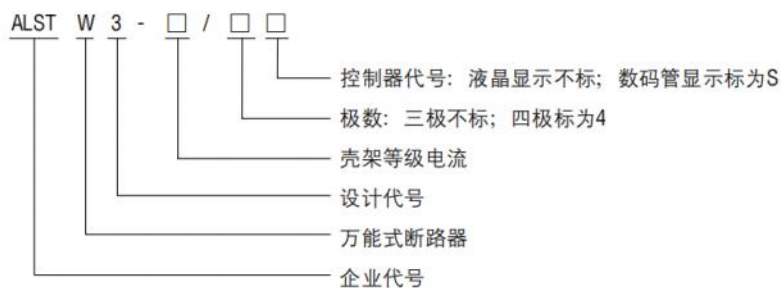 ALST W 3 - □ / □ □
控制器代号: 液晶显示不标; 数码管显示标为S
极数: 三极不标; 四极标为4
壳架等级电流
设计代号
万能式断路器
企业代号